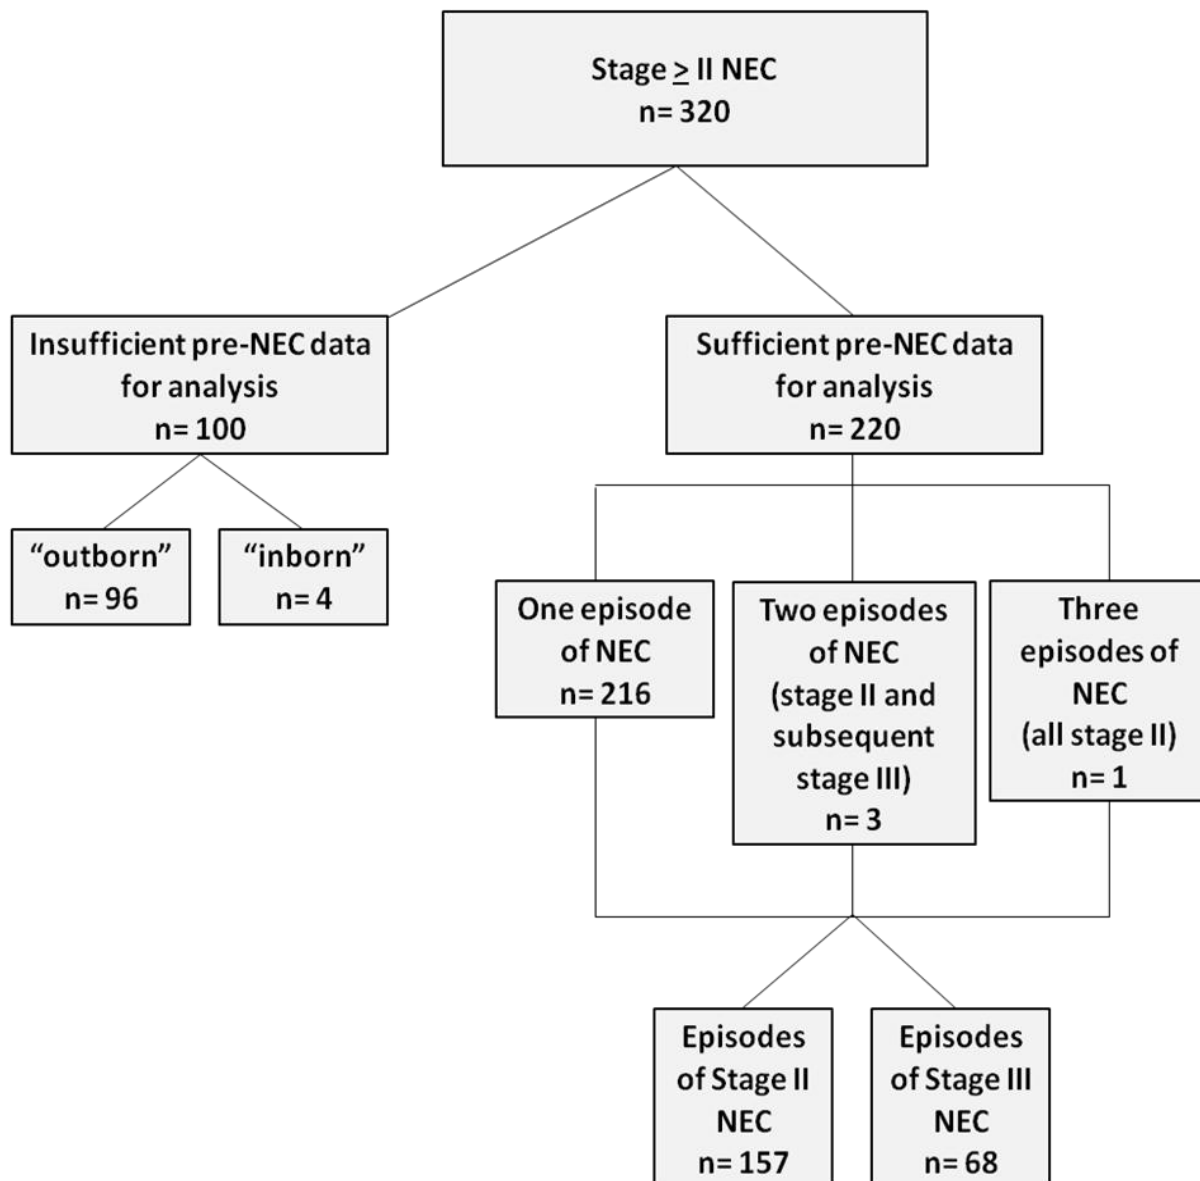 Stage ≥ II NEC
n= 320
Insufficient pre-NEC data
for analysis
n= 100
Sufficient pre-NEC data
for analysis
n= 220
“outborn”
n= 96
“inborn”
n= 4
One episode
of NEC
n= 216
Two episodes
of NEC
(stage II and
subsequent
stage III)
n= 3
Three
episodes of
NEC
(all stage II)
n= 1
Episodes
of Stage II
NEC
n= 157
Episodes
of Stage III
NEC
n= 68